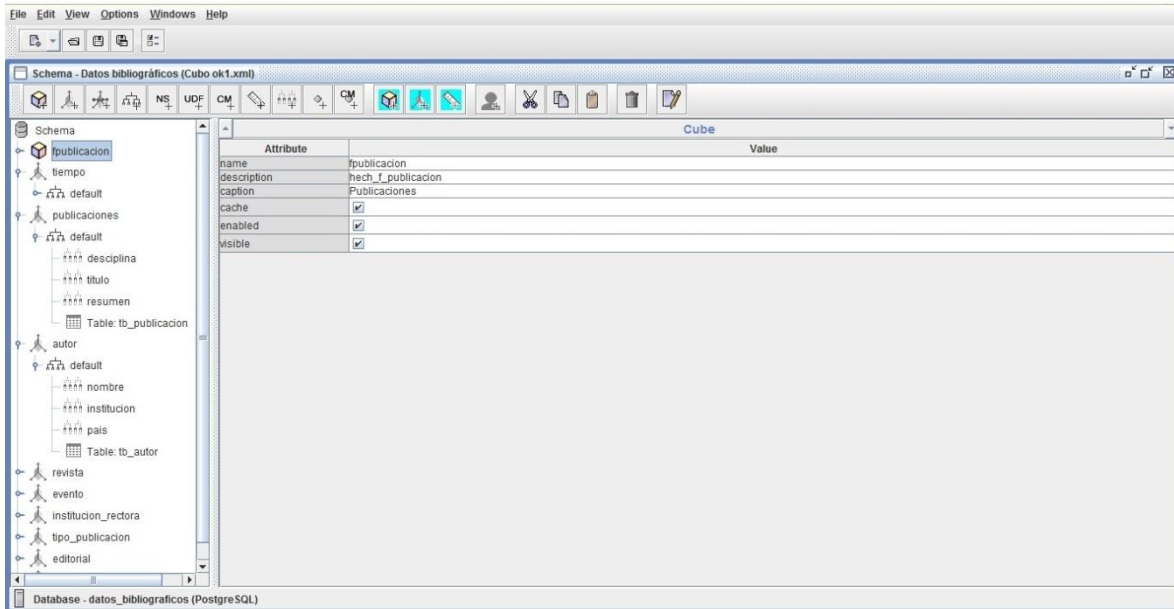 File Edit View Options Windows Help
Schema - Datos bibliográficos (Cubo ok1.xml)
NS UDF CM CM
Schema
Cube
fpublicacion
Attribute Value
name fpublicacion
tiempo
description hech_f_publicacion
default
caption Publicaciones
publicaciones
cache
default
enabled
desciplina
visible
titulo
resumen
Table: tb_publicacion
autor
default
nombre
institucion
pais
Table: tb_autor
revista
evento
institucion_rectora
tipo_publicacion
editorial
Database - datos_bibliograficos (PostgreSQL)